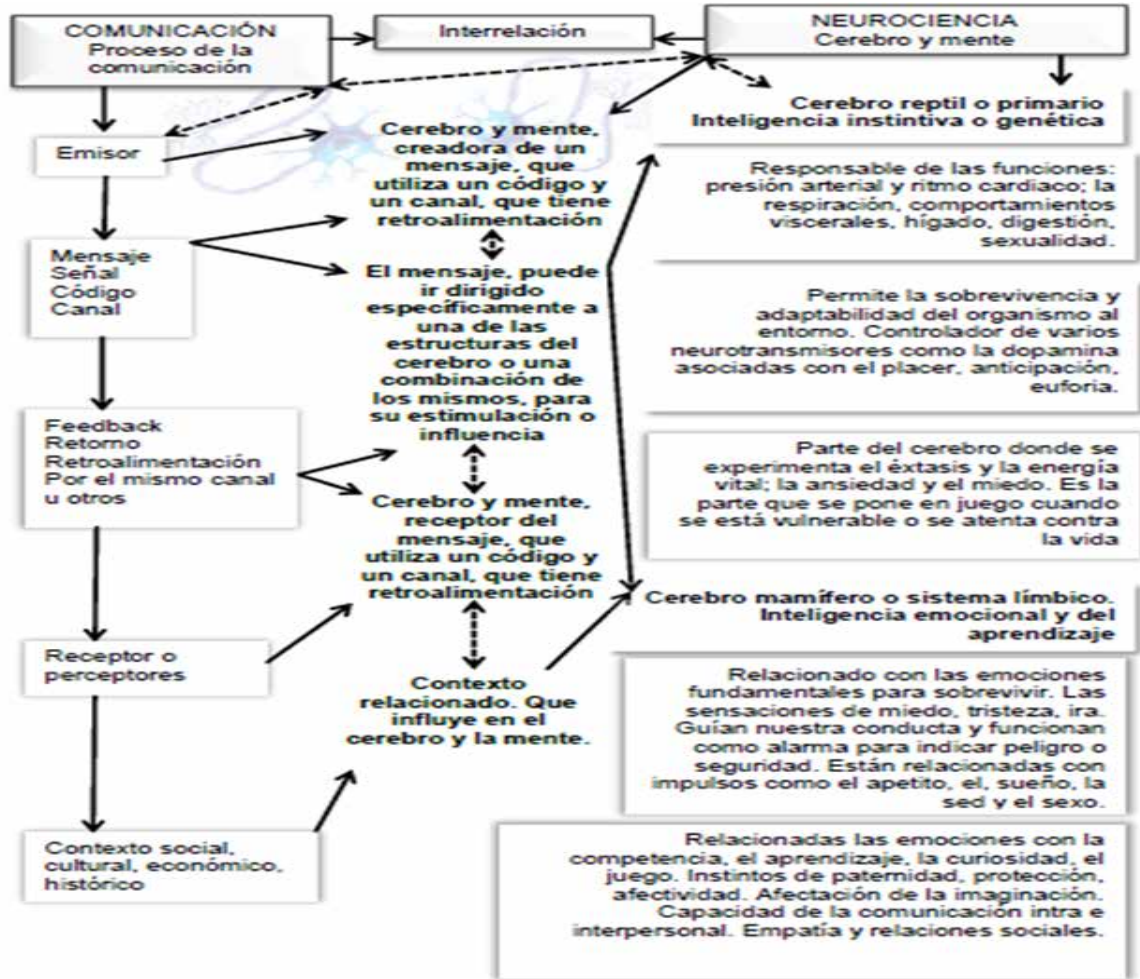 COMUNICACIÓN
Proceso de la
comunicación
Interrelación
NEUROCIENCIA
Cerebro y mente
Emisor
Mensaje
Señal
Código
Canal
Feedback
Retorno
Retroalimentación
Por el mismo canal
u otros
Receptor o
perceptores
Contexto social,
cultural, económico,
histórico
Cerebro y mente,
creadora de un
mensaje, que
utiliza un código y
un canal, que tiene
retroalimentación
El mensaje, puede
ir dirigido
específicamente a
una de las
estructuras del
cerebro o una
combinación de
los mismos, para
su estimulación o
influencia
Cerebro y mente,
receptor del
mensaje, que
utiliza un código y
un canal, que tiene
retroalimentación
Contexto
relacionado. Que
influye en el
cerebro y la mente.
Cerebro reptil o primario
Inteligencia instintiva o genética
Responsable de las funciones:
presión arterial y ritmo cardiaco; la
respiración, comportamientos
viscerales, hígado, digestión,
sexualidad.
Permite la sobrevivencia y
adaptabilidad del organismo al
entorno. Controlador de varios
neurotransmisores como la dopamina
asociadas con el placer, anticipación,
euforia.
Parte del cerebro donde se
experimenta el éxtasis y la energía
vital; la ansiedad y el miedo. Es la
parte que se pone en juego cuando
se está vulnerable o se atenta contra
la vida
Cerebro mamífero o sistema límbico.
Inteligencia emocional y del
aprendizaje
Relacionado con las emociones
fundamentales para sobrevivir. Las
sensaciones de miedo, tristeza, ira.
Guían nuestra conducta y funcionan
como alarma para indicar peligro o
seguridad. Están relacionadas con
impulsos como el apetito, el, sueño, la
sed y el sexo.
Relacionadas las emociones con la
competencia, el aprendizaje, la curiosidad, el
juego. Instintos de paternidad, protección,
afectividad. Afectación de la imaginación.
Capacidad de la comunicación intra e
interpersonal. Empatía y relaciones sociales.